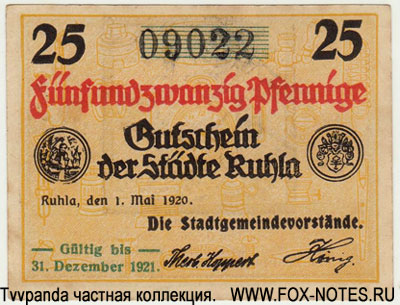 25 09022 25
Fünfundzwanzig Pfennige
Gutschein
der Städte Ruhla
Ruhla, den 1. Mai 1920.
Die Stadtgemeindevorstände.
Gültig bis
31. Dezember 1921.
König.
Tvvpanda частная коллекция. www.FOX-NOTES.RU